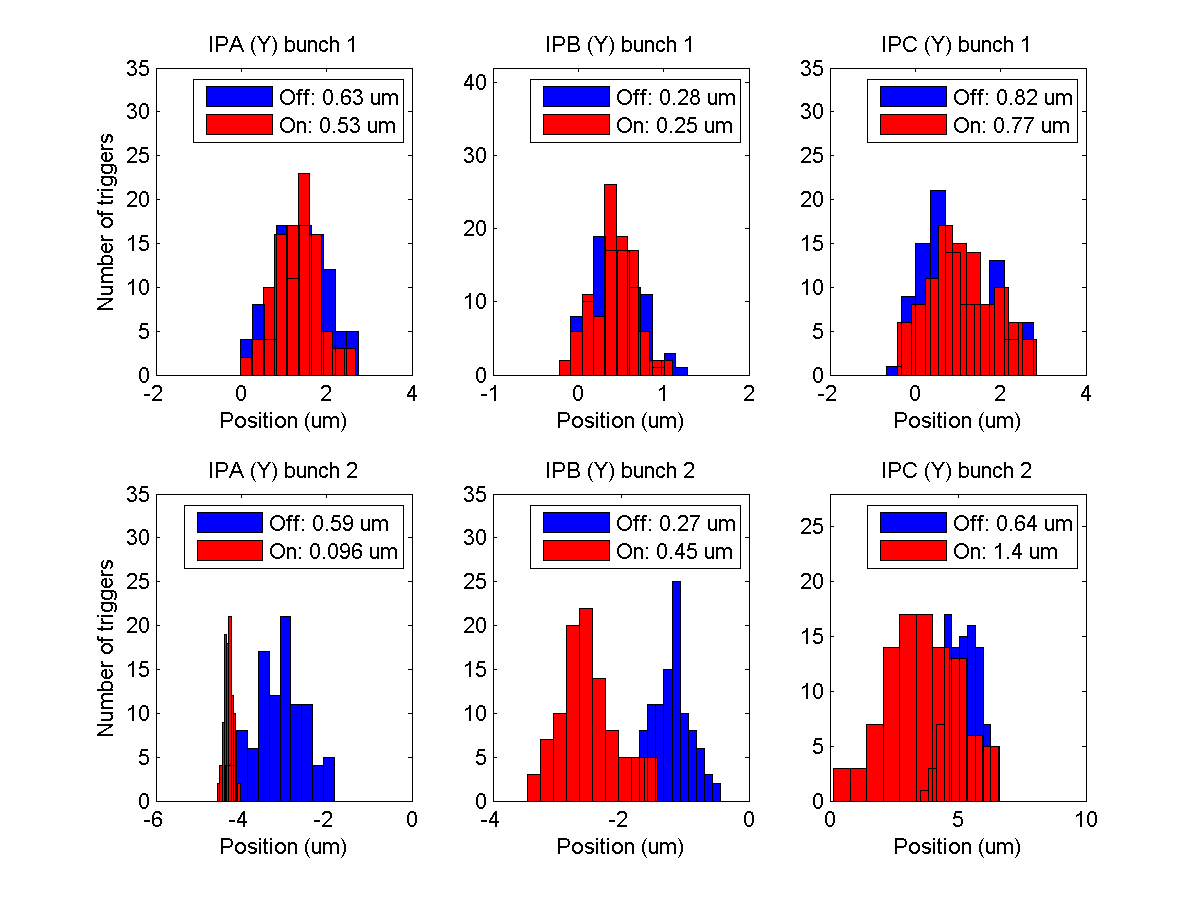 IPA (Y) bunch 1
IPB (Y) bunch 1
IPC (Y) bunch 1
35
30
25
20
15
10
5
0
Number of triggers
Off: 0.63 um
On: 0.53 um
-2
0
2
4
Position (um)
40
30
20
10
0
Off: 0.28 um
On: 0.25 um
-1
0
1
2
Position (um)
35
30
25
20
15
10
5
0
Off: 0.82 um
On: 0.77 um
-2
0
2
4
Position (um)
IPA (Y) bunch 2
IPB (Y) bunch 2
IPC (Y) bunch 2
35
30
25
20
15
10
5
0
Number of triggers
Off: 0.59 um
On: 0.096 um
-6
-4
-2
0
Position (um)
35
30
25
20
15
10
5
0
Off: 0.27 um
On: 0.45 um
-4
-2
0
Position (um)
25
20
15
10
5
0
Off: 0.64 um
On: 1.4 um
0
5
10
Position (um)